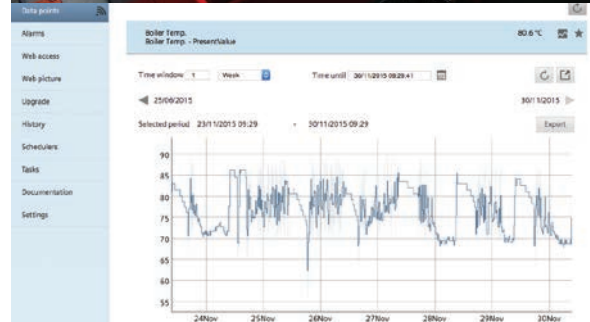 Data points
Alarms
Web access
Web picture
Upgrade
History
Schedulers
Tasks
Documentation
Settings
Boiler Temp.
Boiler Temp. - PresentValue
80.6 °C
Time window 1 Week
Time until 30/11/2015 09:29:41
25/06/2015
30/11/2015
Selected period 23/11/2015 09:29 - 30/11/2015 09:29
Export
90
85
80
75
70
65
60
55
24Nov 25Nov 26Nov 27Nov 28Nov 29Nov 30Nov